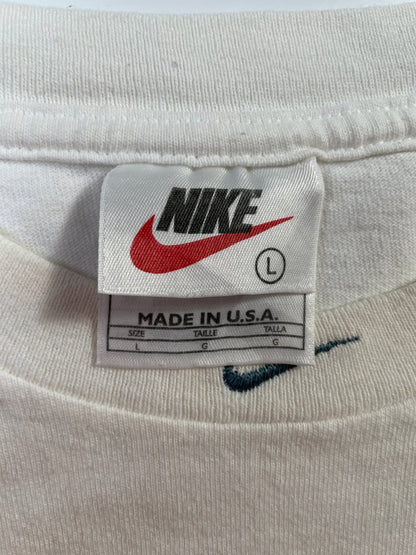 NIKE
L
MADE IN U.S.A.
SIZE TAILLE TALLA
L G G